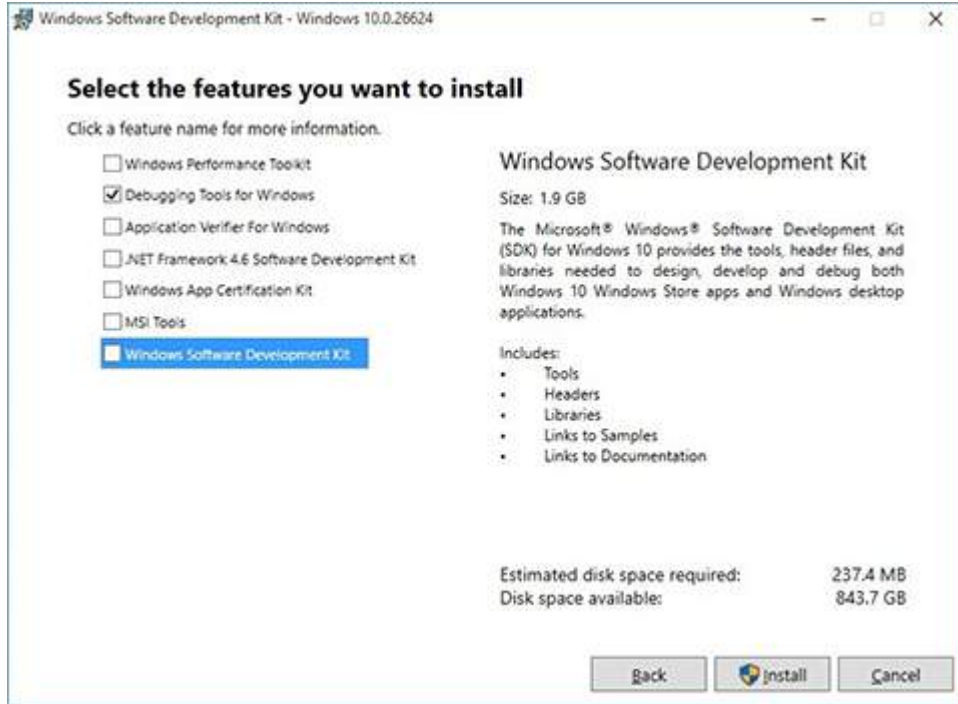 Windows Software Development Kit - Windows 10.0.26624
Select the features you want to install
Click a feature name for more information.
Windows Performance Toolkit
Debugging Tools for Windows
Application Verifier For Windows
.NET Framework 4.6 Software Development Kit
Windows App Certification Kit
MSI Tools
Windows Software Development Kit
Windows Software Development Kit
Size: 1.9 GB
The Microsoft® Windows® Software Development Kit
(SDK) for Windows 10 provides the tools, header files, and
libraries needed to design, develop and debug both
Windows 10 Windows Store apps and Windows desktop
applications.
Includes:
• Tools
• Headers
• Libraries
• Links to Samples
• Links to Documentation
Estimated disk space required: 237.4 MB
Disk space available: 843.7 GB
Back Install Cancel